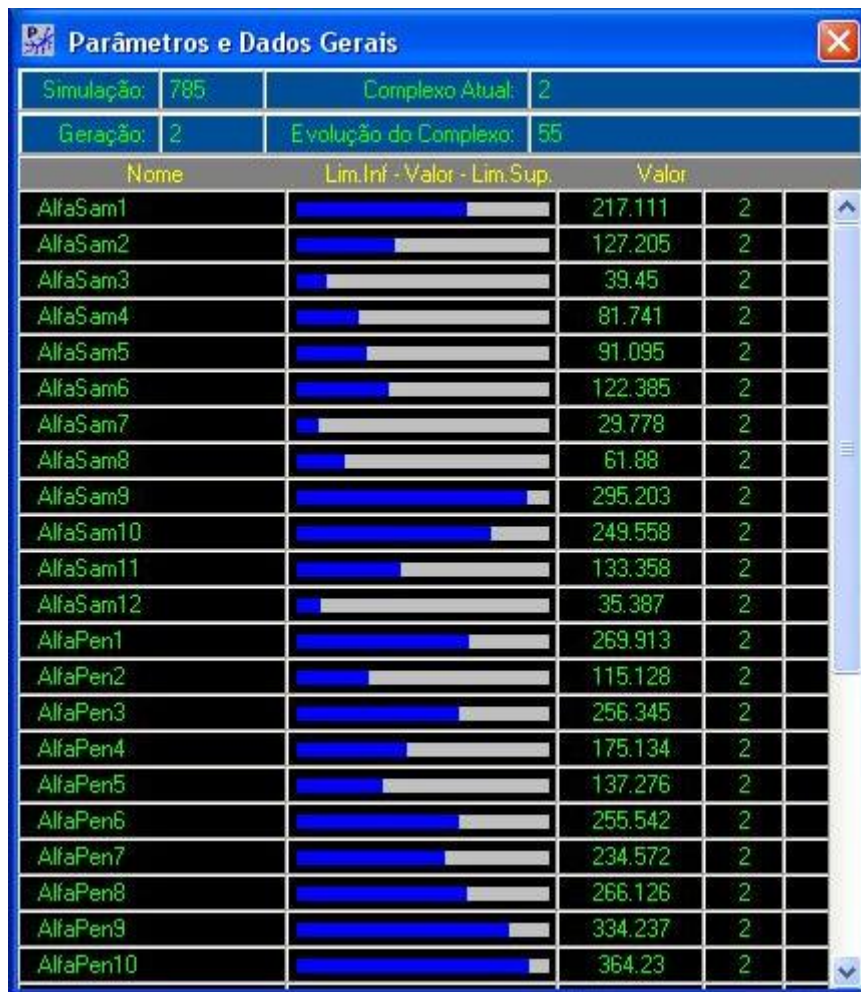 Parâmetros e Dados Gerais
Simulação: 785 Complexo Atual: 2
Geração: 2 Evolução do Complexo: 55
Nome Lim.Inf - Valor - Lim.Sup. Valor
AlfaSam1 217.111 2
AlfaSam2 127.205 2
AlfaSam3 39.45 2
AlfaSam4 81.741 2
AlfaSam5 91.095 2
AlfaSam6 122.385 2
AlfaSam7 29.778 2
AlfaSam8 61.88 2
AlfaSam9 295.203 2
AlfaSam10 249.558 2
AlfaSam11 133.358 2
AlfaSam12 35.387 2
AlfaPen1 269.913 2
AlfaPen2 115.128 2
AlfaPen3 256.345 2
AlfaPen4 175.134 2
AlfaPen5 137.276 2
AlfaPen6 255.542 2
AlfaPen7 234.572 2
AlfaPen8 266.126 2
AlfaPen9 334.237 2
AlfaPen10 364.23 2